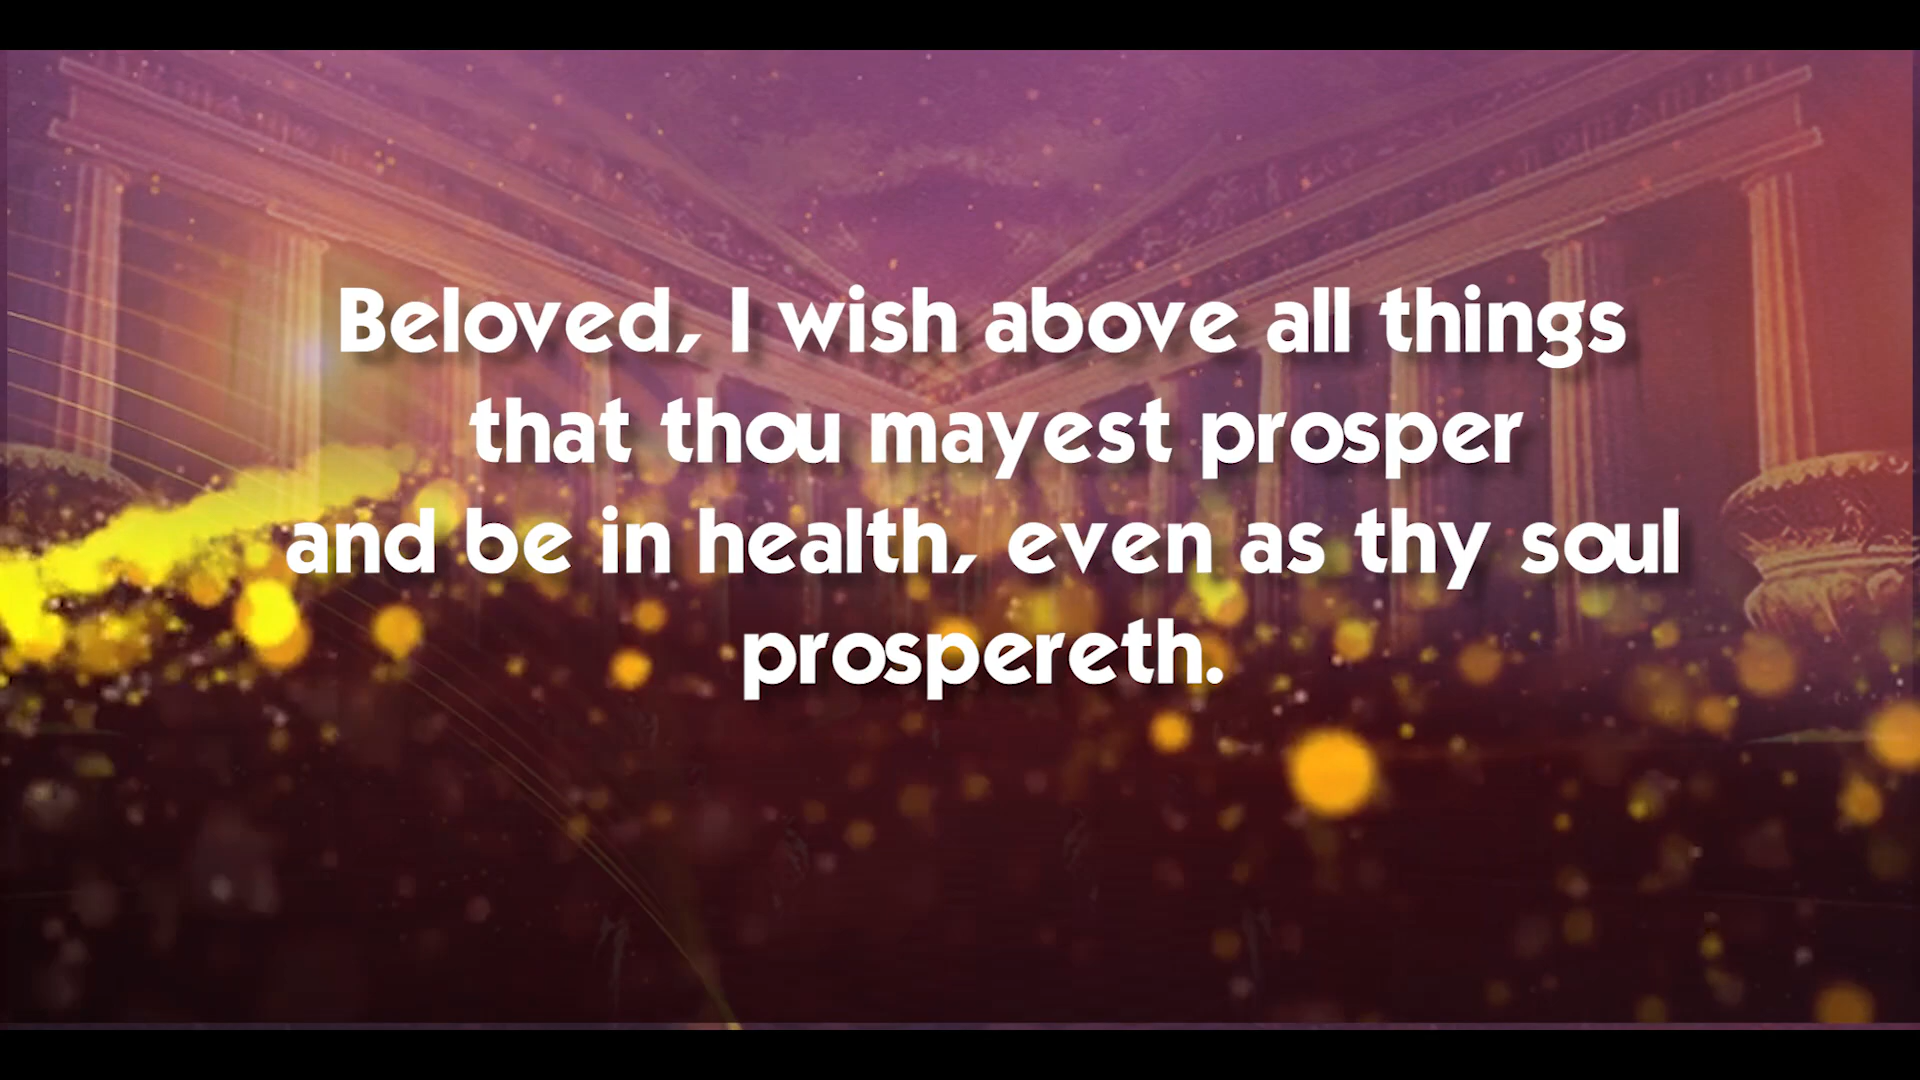 Beloved, I wish above all things
that thou mayest prosper
and be in health, even as thy soul
prospereth.